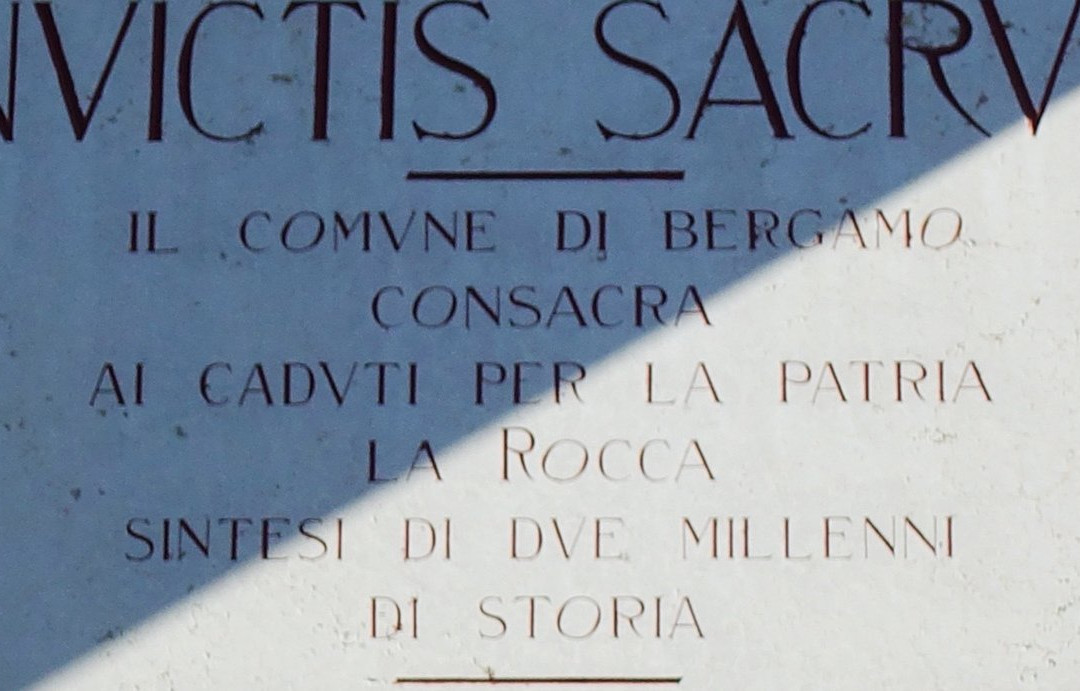 NVICTIS SACRV
IL COMVNE DI BERGAMO
CONSACRA
AI CADVTI PER LA PATRIA
LA ROCCA
SINTESI DI DVE MILLENNI
DI STORIA